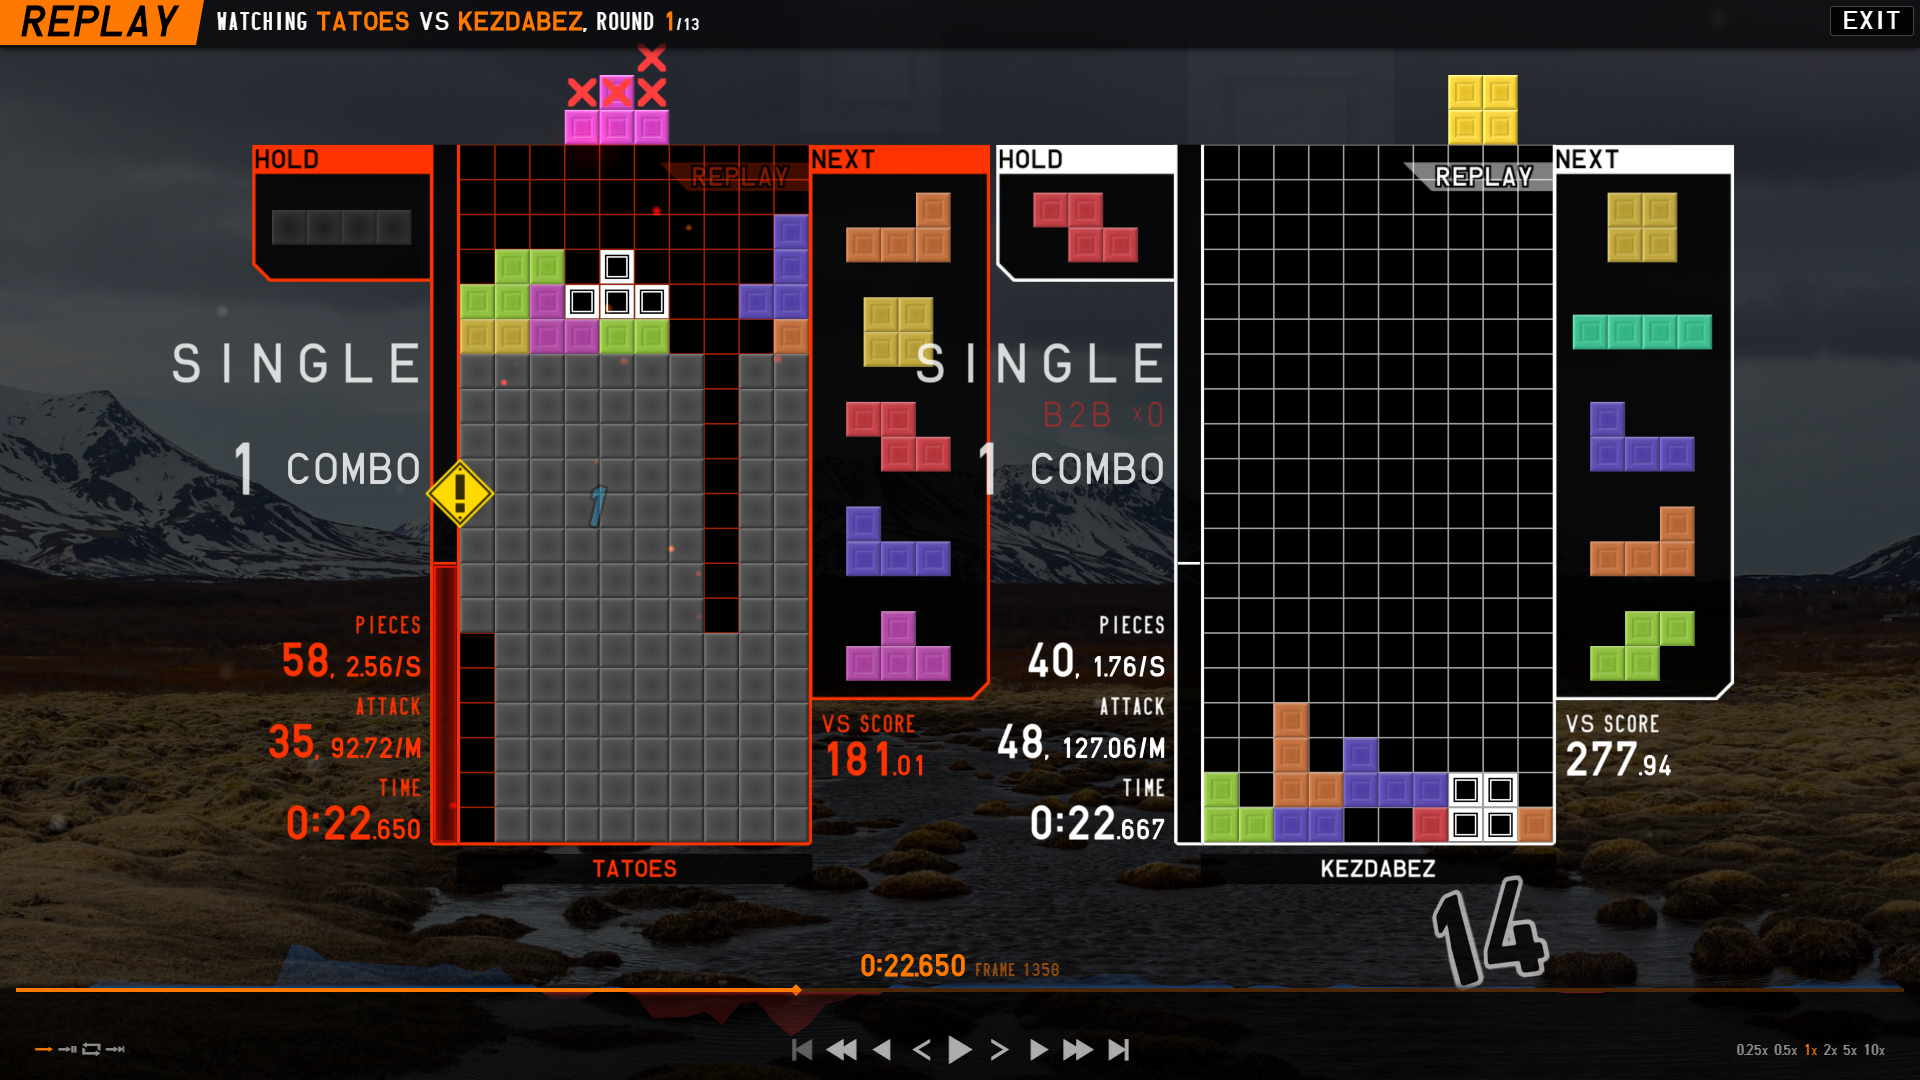 REPLAY
WATCHING TATOES VS KEZDABEZ, ROUND 1/13
EXIT
HOLD
NEXT
REPLAY
SINGLE
1 COMBO
1
PIECES
58, 2.56/S
ATTACK
35, 92.72/M
TIME
0:22.650
VS SCORE
181.01
TATOES
HOLD
NEXT
REPLAY
SINGLE
B2B ×0
1 COMBO
PIECES
40, 1.76/S
ATTACK
48, 127.06/M
TIME
0:22.667
VS SCORE
277.94
KEZDABEZ
14
0:22.650 FRAME 1358
0.25x 0.5x 1x 2x 5x 10x